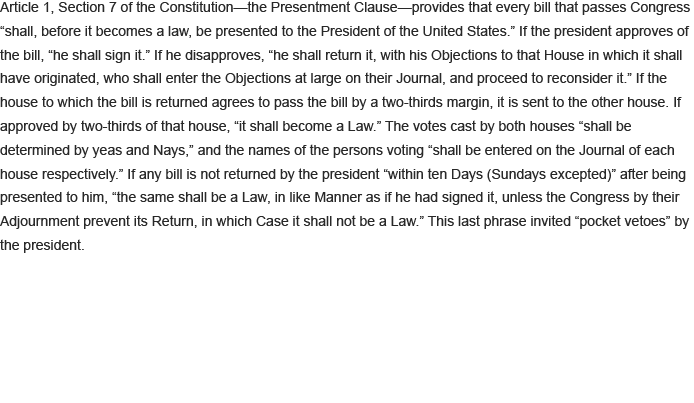 Article 1, Section 7 of the Constitution—the Presentment Clause—provides that every bill that passes Congress
“shall, before it becomes a law, be presented to the President of the United States.” If the president approves of
the bill, “he shall sign it.” If he disapproves, “he shall return it, with his Objections to that House in which it shall
have originated, who shall enter the Objections at large on their Journal, and proceed to reconsider it.” If the
house to which the bill is returned agrees to pass the bill by a two-thirds margin, it is sent to the other house. If
approved by two-thirds of that house, “it shall become a Law.” The votes cast by both houses “shall be
determined by yeas and Nays,” and the names of the persons voting “shall be entered on the Journal of each
house respectively.” If any bill is not returned by the president “within ten Days (Sundays excepted)” after being
presented to him, “the same shall be a Law, in like Manner as if he had signed it, unless the Congress by their
Adjournment prevent its Return, in which Case it shall not be a Law.” This last phrase invited “pocket vetoes” by
the president.